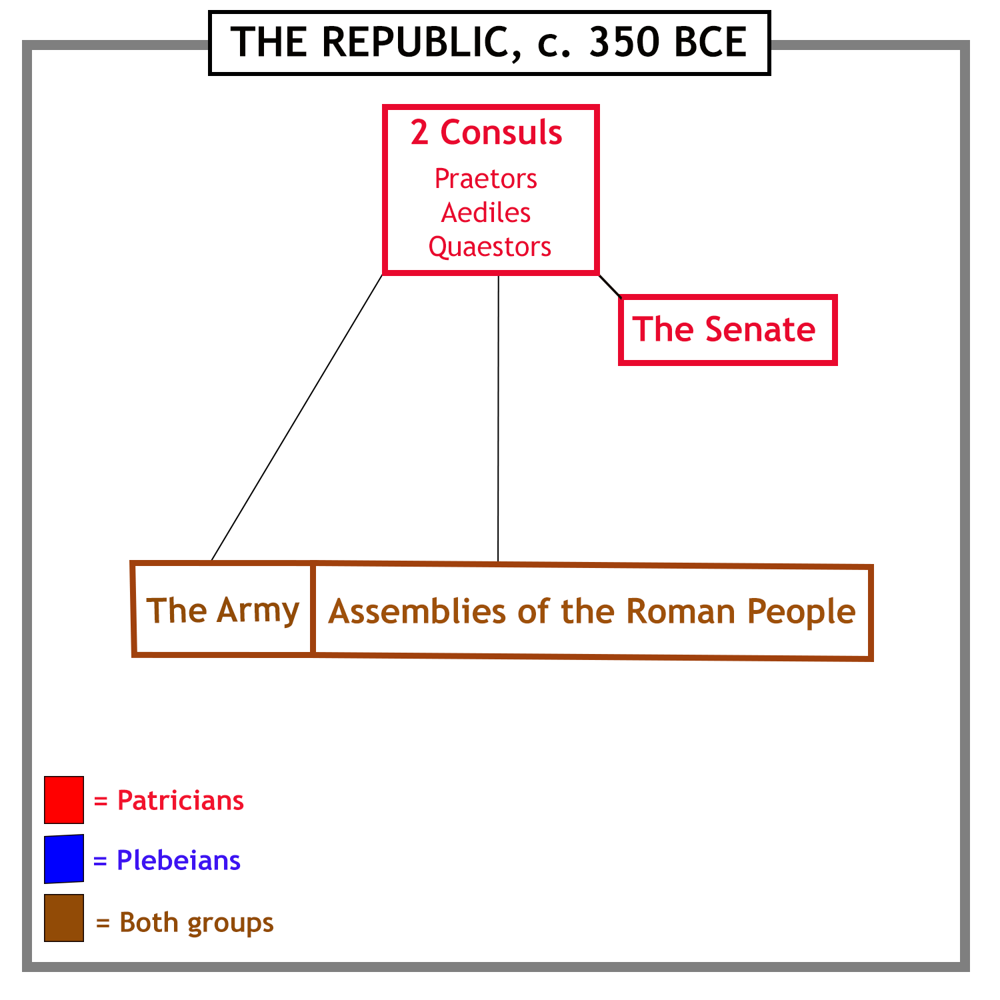 THE REPUBLIC, c. 350 BCE
2 Consuls
Praetors
Aediles
Quaestors
The Senate
The Army
Assemblies of the Roman People
= Patricians
= Plebeians
= Both groups